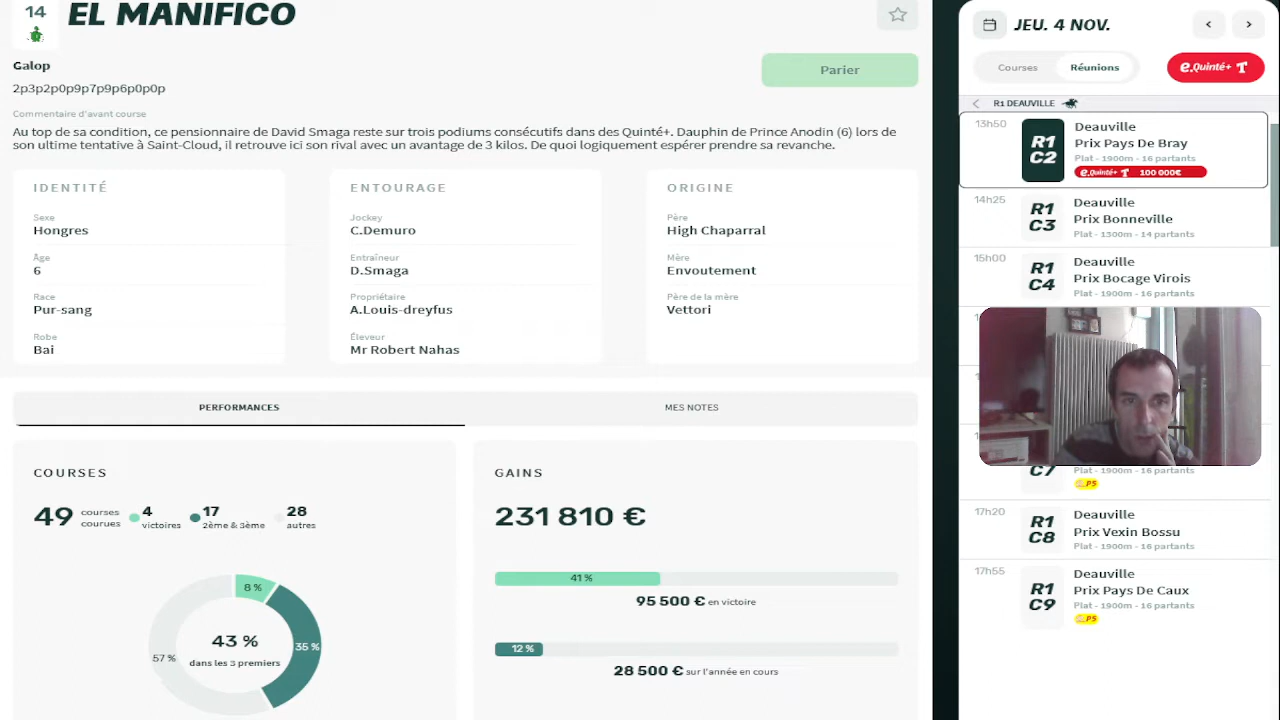 14
EL MANIFICO
Galop
2p3p2p0p9p7p9p6p0p0p
Parier
Commentaire d'avant course
Au top de sa condition, ce pensionnaire de David Smaga reste sur trois podiums consécutifs dans des Quinté+. Dauphin de Prince Anodin (6) lors de
son ultime tentative à Saint-Cloud, il retrouve ici son rival avec un avantage de 3 kilos. De quoi logiquement espérer prendre sa revanche.
IDENTITÉ
Sexe
Hongres
Âge
6
Race
Pur-sang
Robe
Bai
ENTOURAGE
Jockey
C.Demuro
Entraîneur
D.Smaga
Propriétaire
A.Louis-dreyfus
Éleveur
Mr Robert Nahas
ORIGINE
Père
High Chaparral
Mère
Envoutement
Père de la mère
Vettori
PERFORMANCES
MES NOTES
COURSES
49 courses courues
4 victoires
17 2ème & 3ème
28 autres
8 %
35 %
57 %
43 %
dans les 3 premiers
GAINS
231 810 €
41 %
95 500 € en victoire
12 %
28 500 € sur l'année en cours
JEU. 4 NOV.
Courses
Réunions
e.Quinté+ T
R1 DEAUVILLE
13h50
R1
C2
Deauville
Prix Pays De Bray
Plat - 1900m - 16 partants
e.Quinté+ T 100 000€
14h25
R1
C3
Deauville
Prix Bonneville
Plat - 1300m - 14 partants
15h00
R1
C4
Deauville
Prix Bocage Virois
Plat - 1900m - 16 partants
C7
Plat - 1900m - 16 partants
P5
17h20
R1
C8
Deauville
Prix Vexin Bossu
Plat - 1900m - 16 partants
17h55
R1
C9
Deauville
Prix Pays De Caux
Plat - 1900m - 16 partants
P5